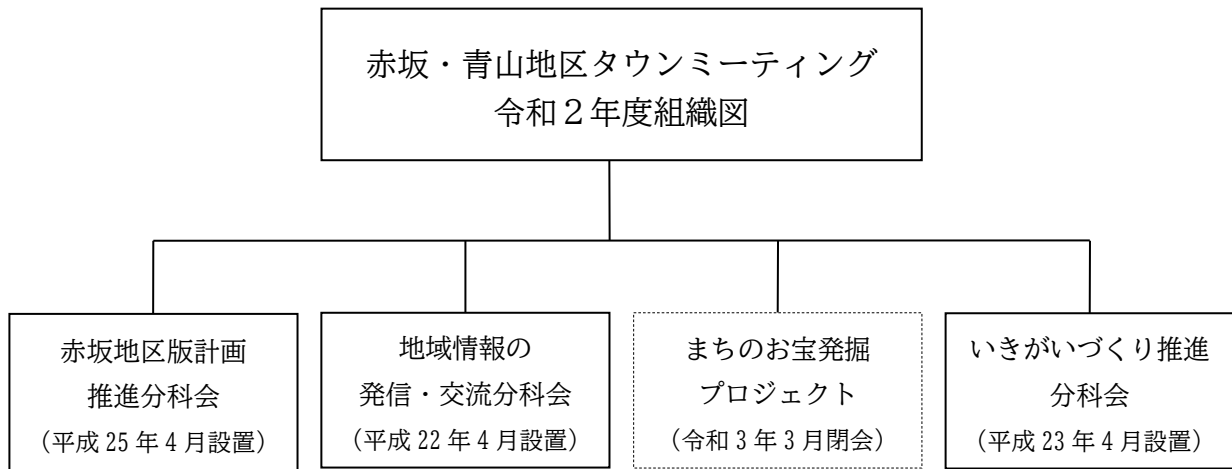 赤坂・青山地区タウンミーティング
令和２年度組織図
赤坂地区版計画
推進分科会
（平成 25 年 4 月設置）
地域情報の
発信・交流分科会
（平成 22 年 4 月設置）
まちのお宝発掘
プロジェクト
（令和 3 年 3 月閉会）
いきがいづくり推進
分科会
（平成 23 年 4 月設置）